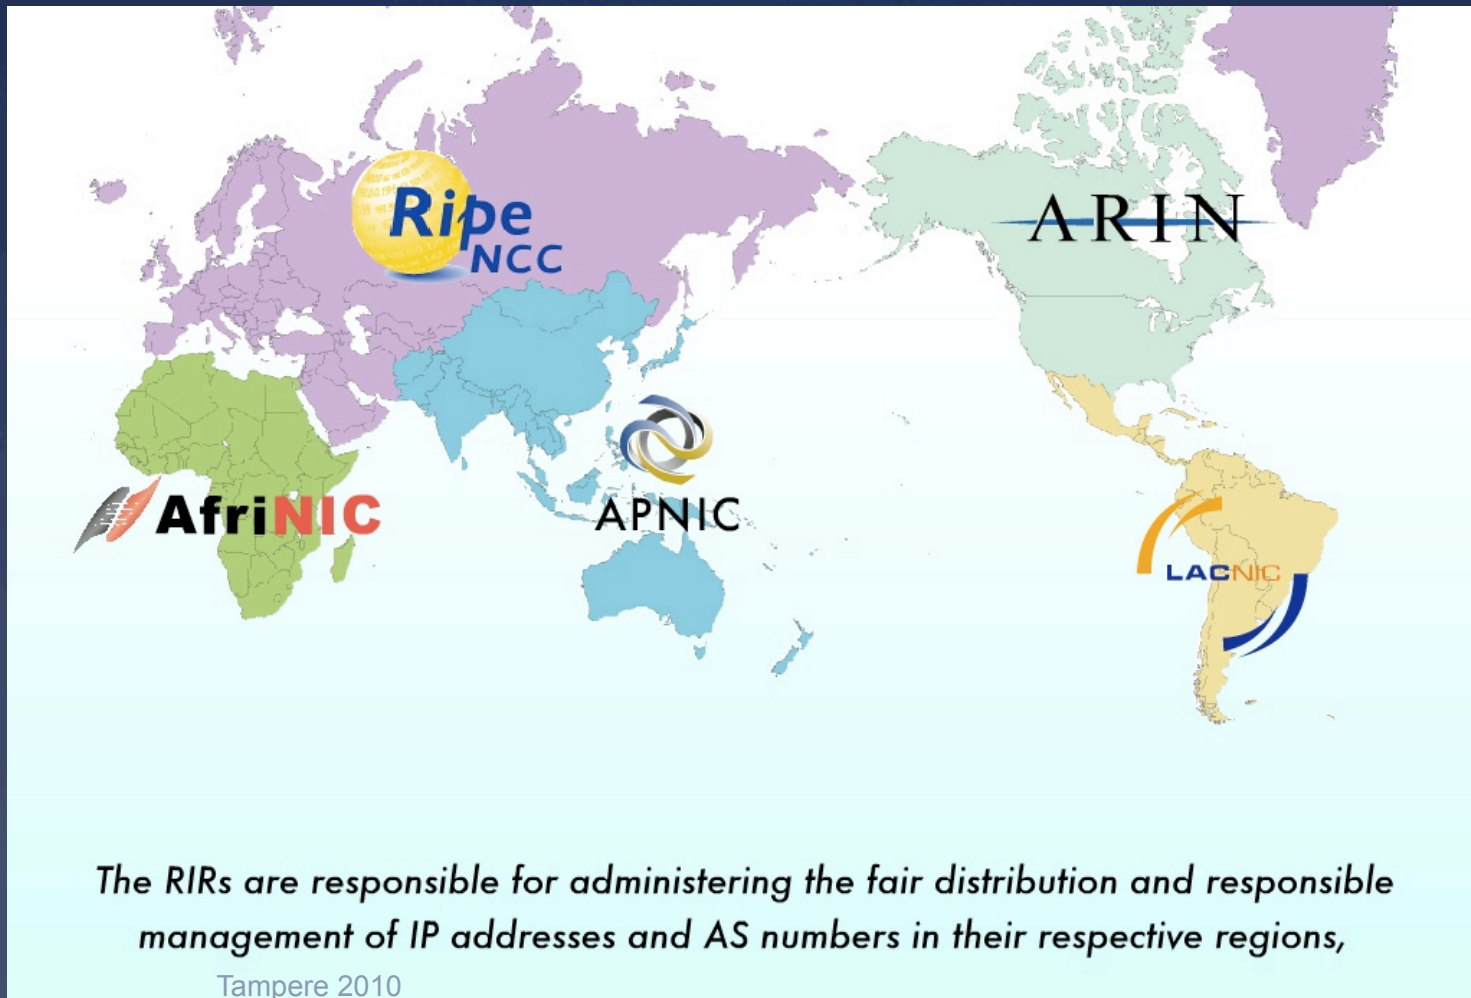 Ripe
NCC
ARIN
APNIC
AfriNIC
LACNIC
The RIRs are responsible for administering the fair distribution and responsible
management of IP addresses and AS numbers in their respective regions,
Tampere 2010